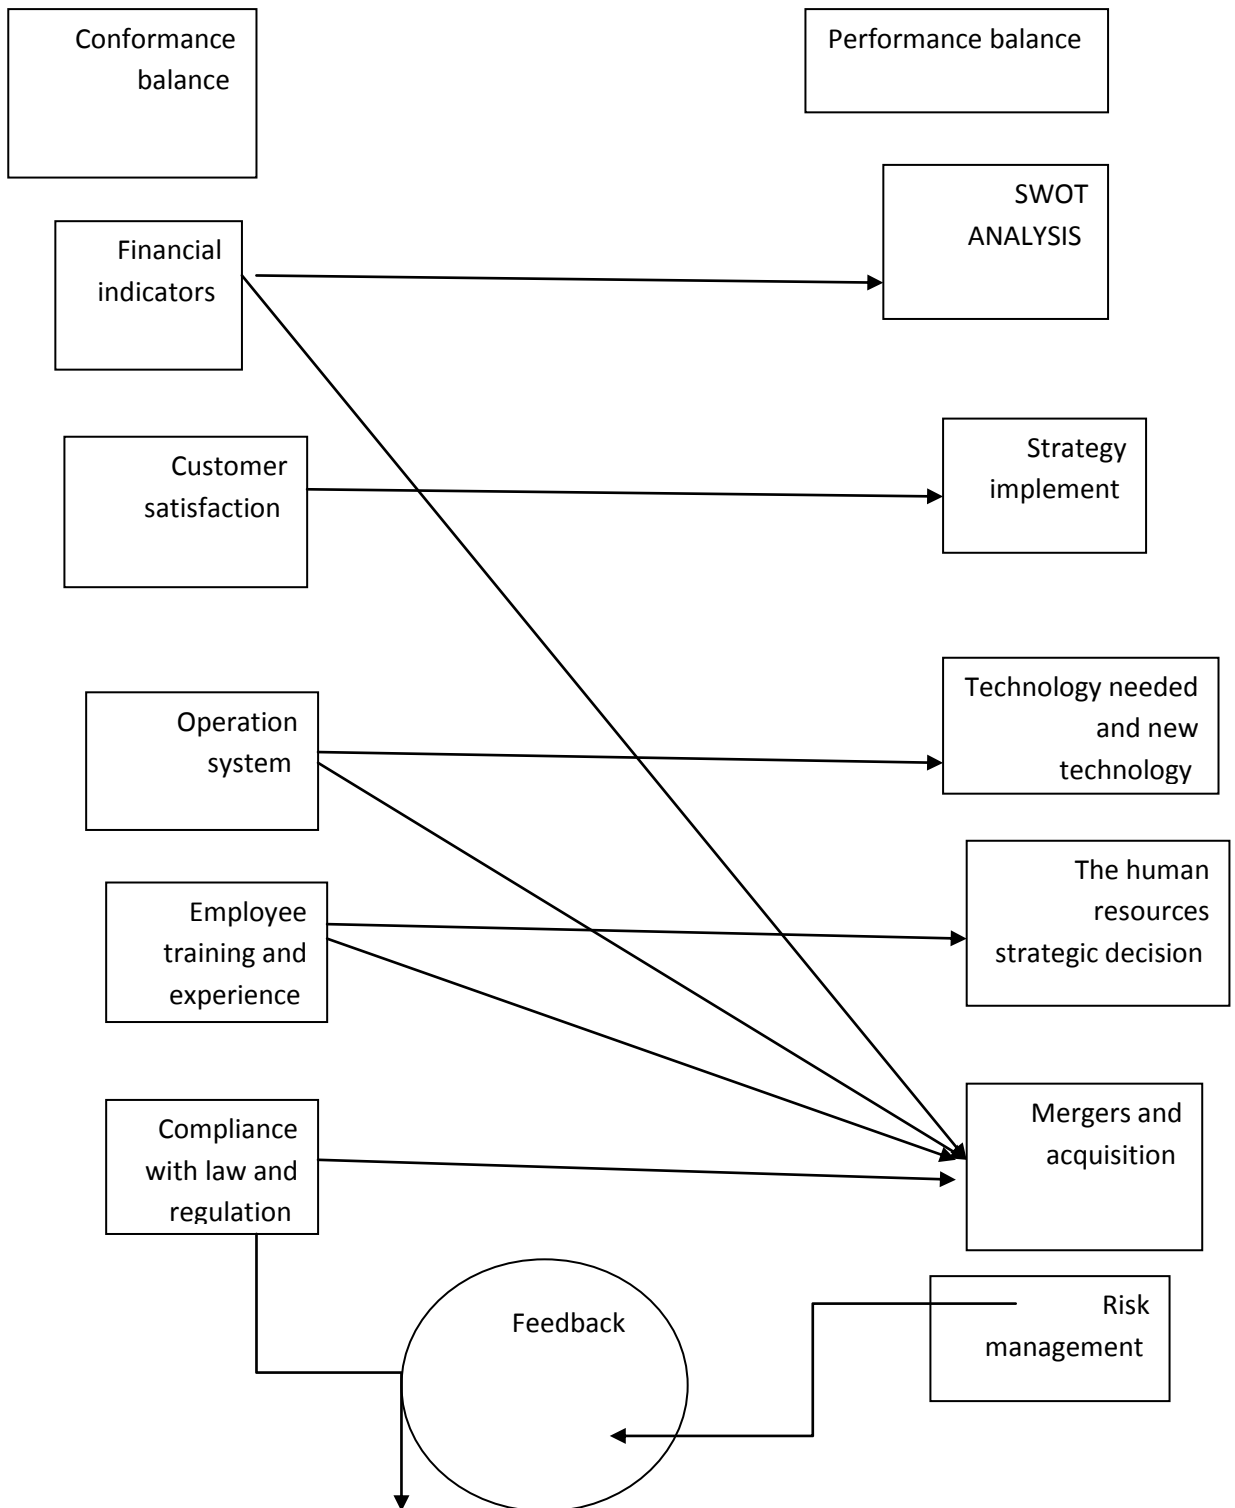 Conformance
balance
Performance balance
SWOT
ANALYSIS
Financial
indicators
Customer
satisfaction
Strategy
implement
Operation
system
Technology needed
and new
technology
Employee
training and
experience
The human
resources
strategic decision
Compliance
with law and
regulation
Mergers and
acquisition
Feedback
Risk
management